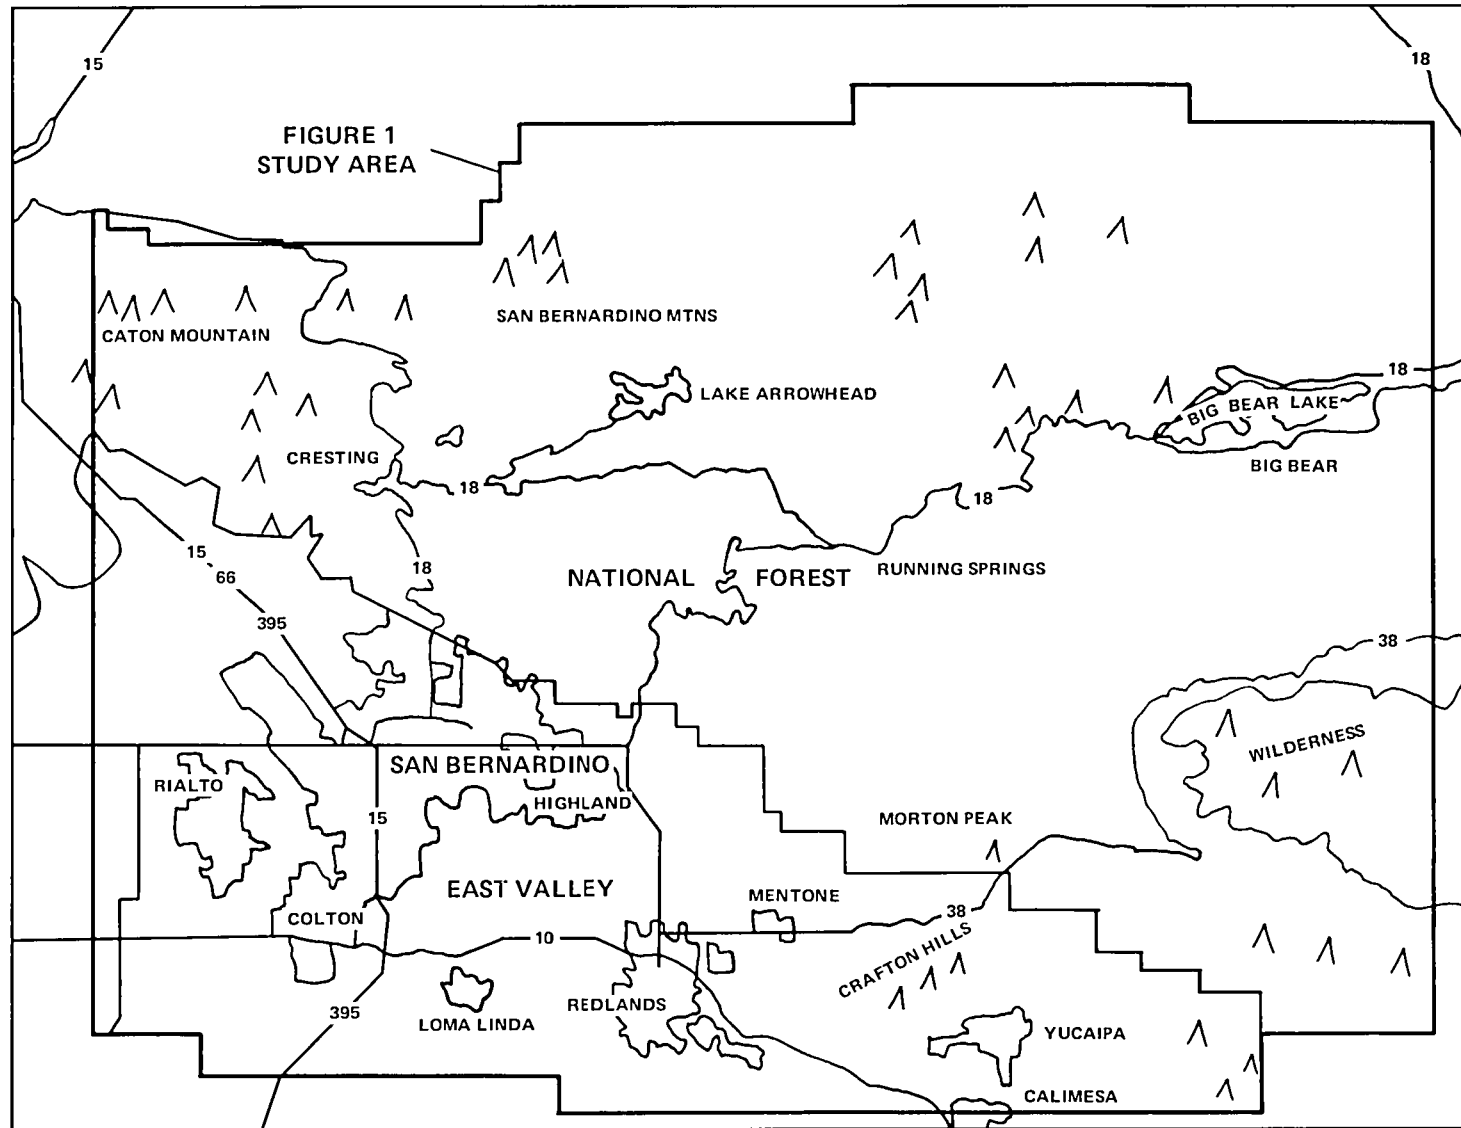 15
18
FIGURE 1
STUDY AREA
SAN BERNARDINO MTNS
CATON MOUNTAIN
18
LAKE ARROWHEAD
BIG BEAR LAKE
CRESTING
BIG BEAR
18
18
15
18
RUNNING SPRINGS
66
NATIONAL FOREST
395
38
WILDERNESS
SAN BERNARDINO
RIALTO
HIGHLAND
15
MORTON PEAK
EAST VALLEY
MENTONE
COLTON
38
10
CRAFTON HILLS
REDLANDS
395
LOMA LINDA
YUCAIPA
CALIMESA